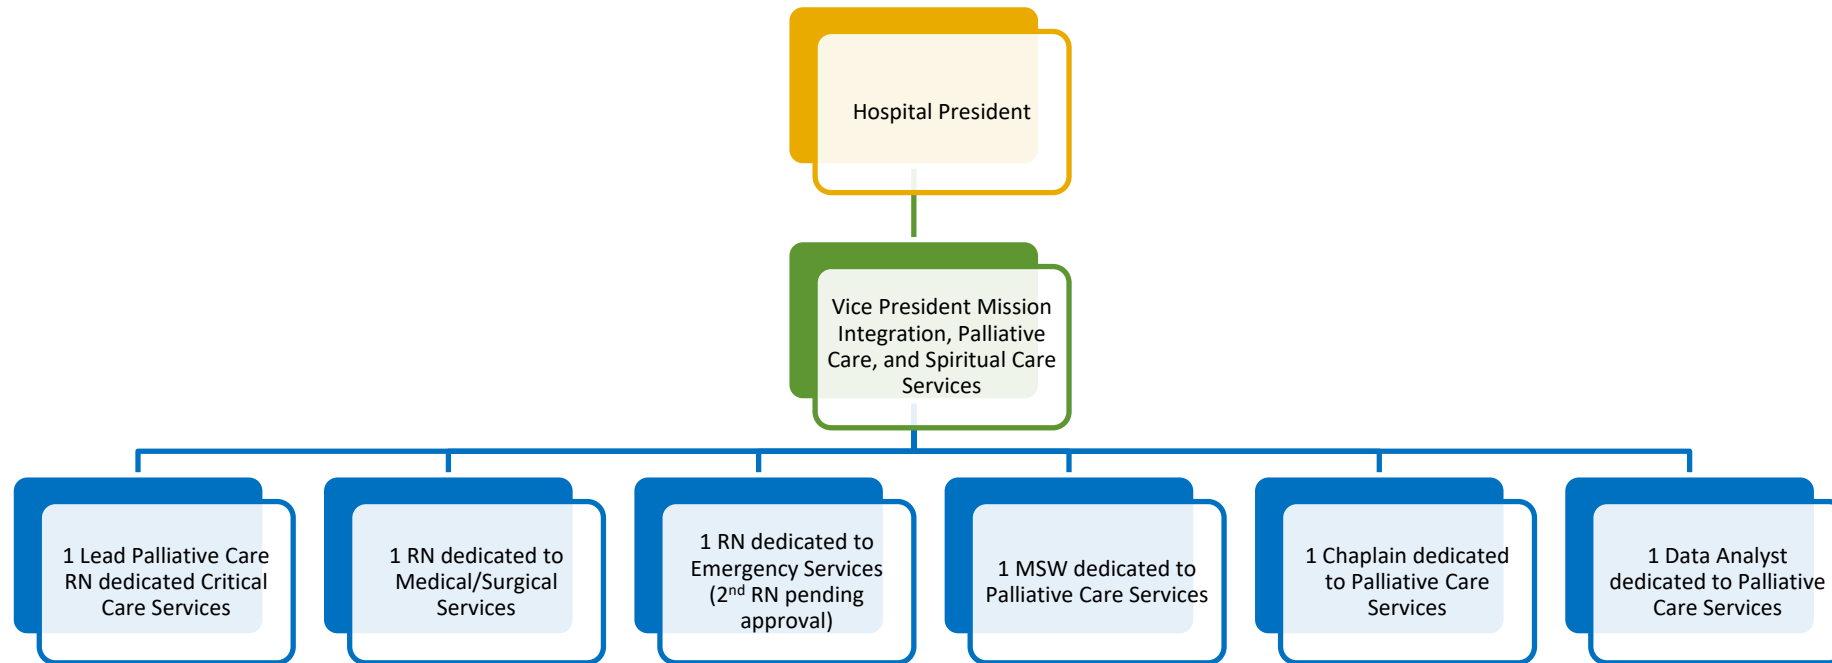 Hospital President
Vice President Mission
Integration, Palliative
Care, and Spiritual Care
Services
1 Lead Palliative Care
RN dedicated Critical
Care Services
1 RN dedicated to
Medical/Surgical
Services
1 RN dedicated to
Emergency Services
(2nd RN pending
approval)
1 MSW dedicated to
Palliative Care Services
1 Chaplain dedicated
to Palliative Care
Services
1 Data Analyst
dedicated to Palliative
Care Services